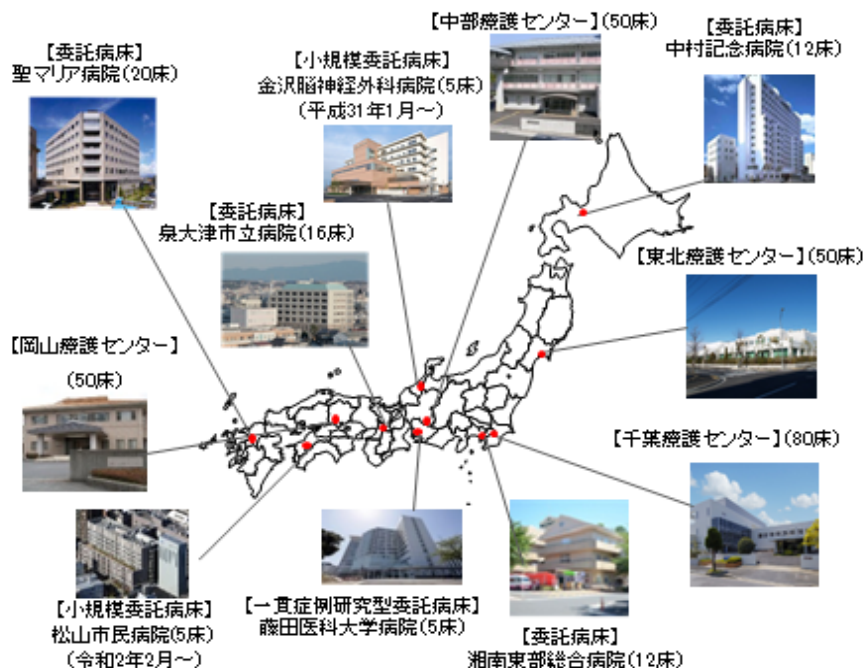 【委託病床】
聖マリア病院(20床)
【小規模委託病床】
金沢脳神経外科病院(5床)
(平成31年1月～)
【中部療護センター】(50床)
【委託病床】
中村記念病院(12床)
【委託病床】
泉大津市立病院(16床)
【東北療護センター】(50床)
【岡山療護センター】
(50床)
【千葉療護センター】(80床)
【小規模委託病床】
松山市民病院(5床)
(令和2年2月～)
【一貫症例研究型委託病床】
藤田医科大学病院(5床)
【委託病床】
湘南東部総合病院(12床)